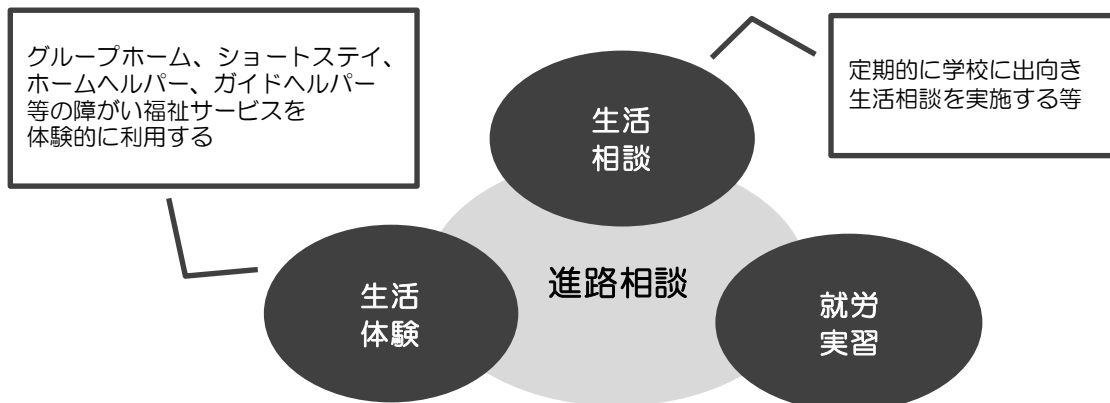 グループホーム、ショートステイ、
ホームヘルパー、ガイドヘルパー
等の障がい福祉サービスを
体験的に利用する
定期的に学校に出向き
生活相談を実施する等
生活
相談
進路相談
生活
体験
就労
実習